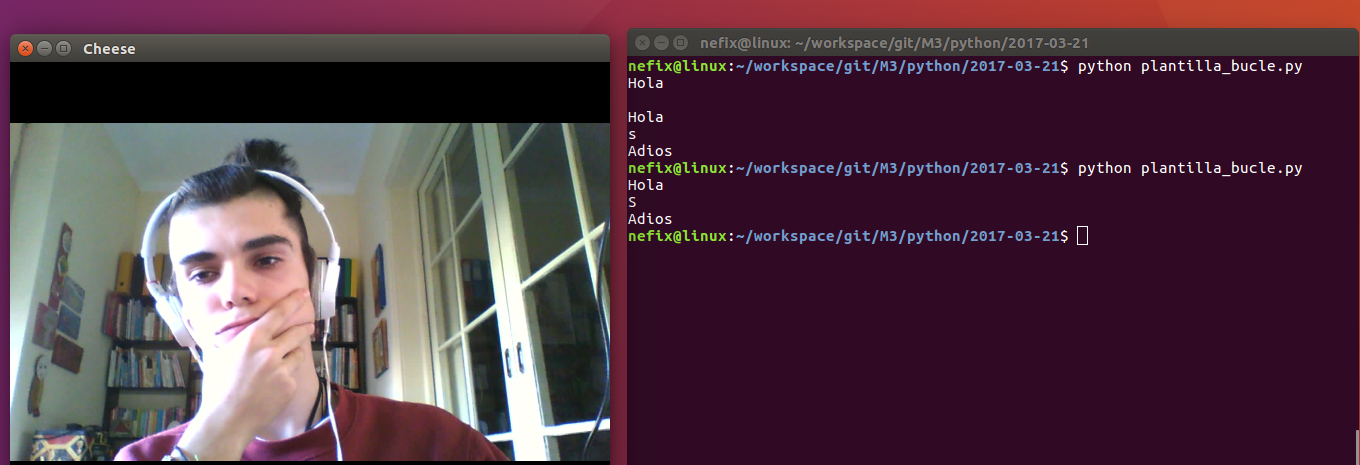 Cheese
nefix@linux: ~/workspace/git/M3/python/2017-03-21
nefix@linux:~/workspace/git/M3/python/2017-03-21$ python plantilla_bucle.py
Hola
Hola
s
Adios
nefix@linux:~/workspace/git/M3/python/2017-03-21$ python plantilla_bucle.py
Hola
S
Adios
nefix@linux:~/workspace/git/M3/python/2017-03-21$